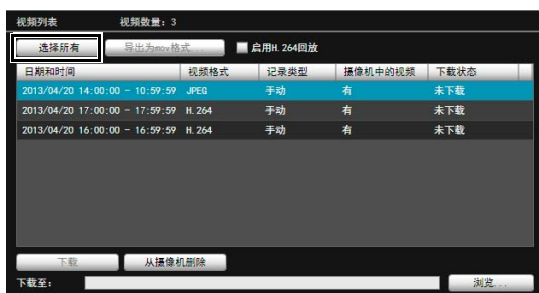 视频列表 视频数量: 3
选择所有 导出为mov格式... 启用H.264回放
日期和时间 视频格式 记录类型 摄像机中的视频 下载状态
2013/04/20 14:00:00 - 10:59:59 JPEG 手动 有 未下载
2013/04/20 17:00:00 - 17:59:59 H.264 手动 有 未下载
2013/04/20 16:00:00 - 16:59:59 H.264 手动 有 未下载
下载 从摄像机删除
下载至: 浏览...